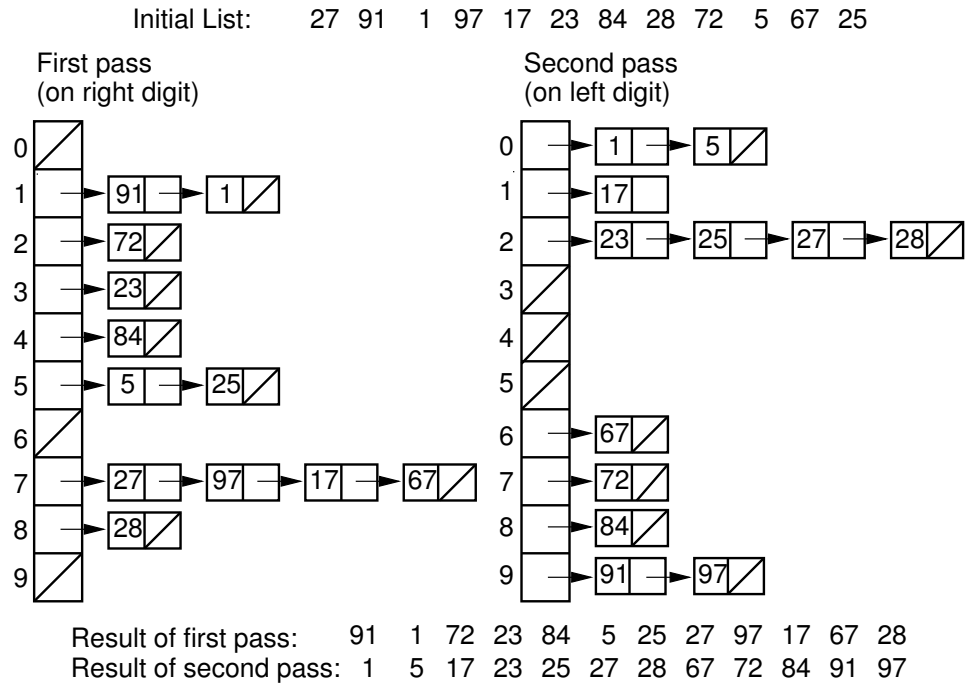 Initial List: 27 91 1 97 17 23 84 28 72 5 67 25
First pass
(on right digit)
0
1 91 1
2 72
3 23
4 84
5 5 25
6
7 27 97 17 67
8 28
9
Second pass
(on left digit)
0 1 5
1 17
2 23 25 27 28
3
4
5
6 67
7 72
8 84
9 91 97
Result of first pass: 91 1 72 23 84 5 25 27 97 17 67 28
Result of second pass: 1 5 17 23 25 27 28 67 72 84 91 97